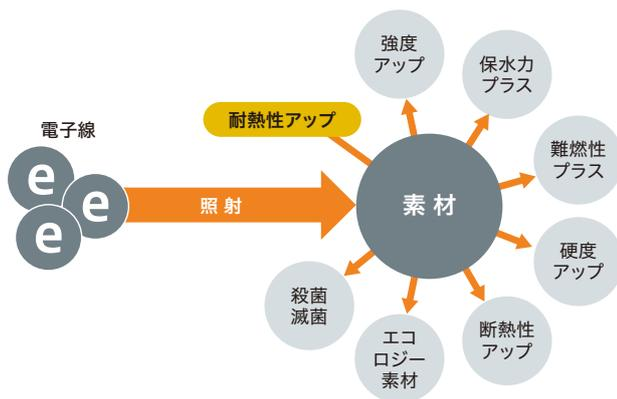 電子線
e
e
e
照射
耐熱性アップ
素材
強度
アップ
保水力
プラス
難燃性
プラス
硬度
アップ
断熱性
アップ
エコ
ロジー
素材
殺菌
滅菌